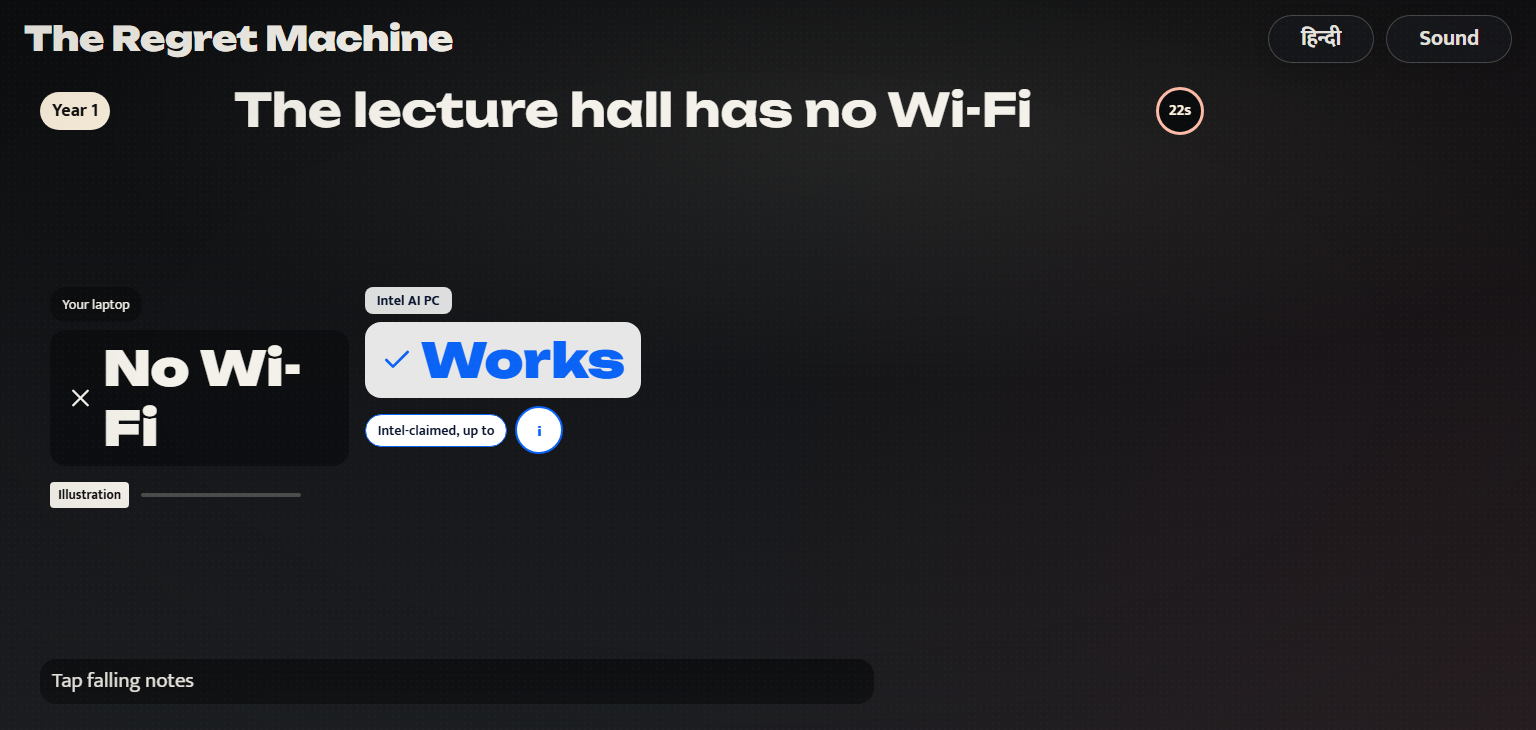 The Regret Machine
हिन्दी
Sound
Year 1
The lecture hall has no Wi-Fi
22s
Your laptop
No Wi-
Fi
Illustration
Intel AI PC
Works
Intel-claimed, up to
i
Tap falling notes